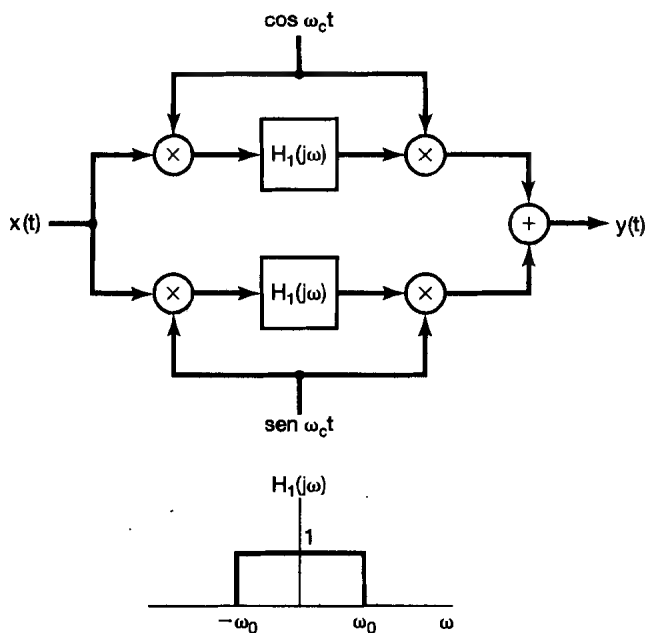 cos ω_c t
×
H₁(jω)
×
x(t)
+
y(t)
×
H₁(jω)
×
sen ω_c t
H₁(jω)
1
−ω₀
ω₀
ω